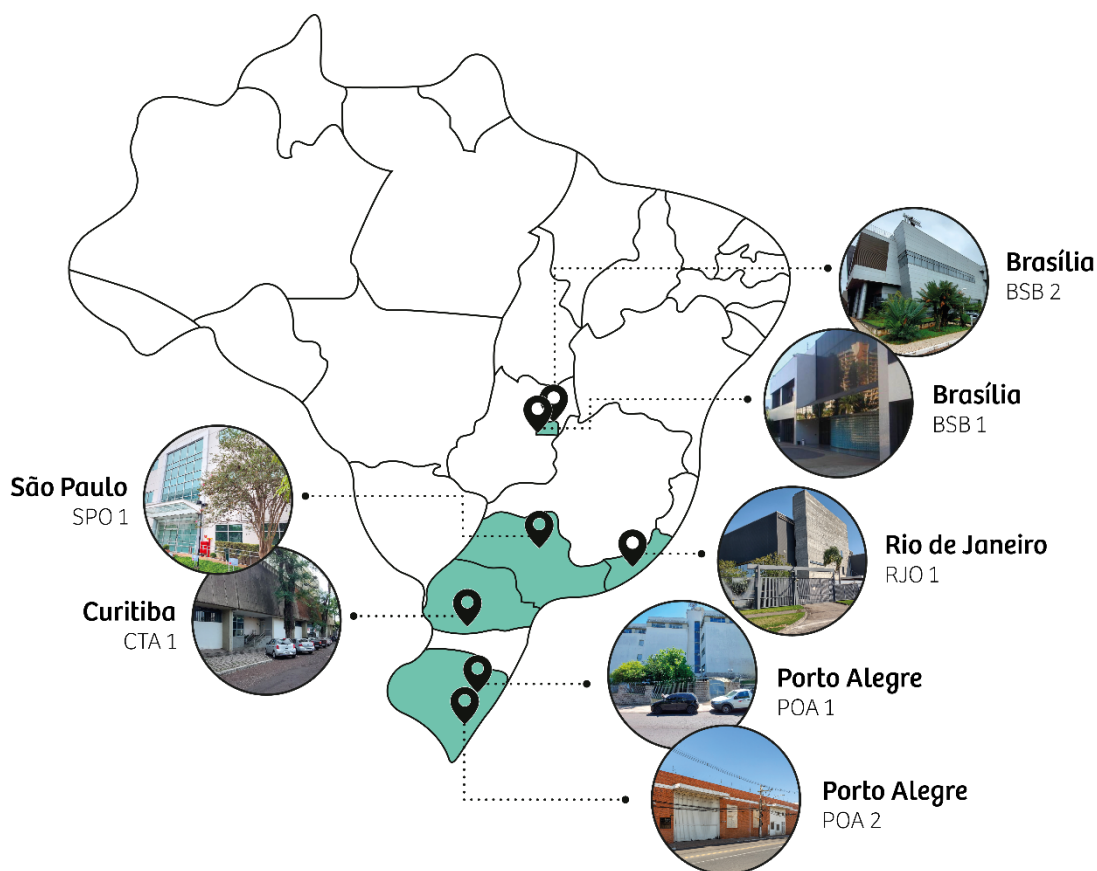 Brasília
BSB 2
Brasília
BSB 1
São Paulo
SPO 1
Rio de Janeiro
RJO 1
Curitiba
CTA 1
Porto Alegre
POA 1
Porto Alegre
POA 2